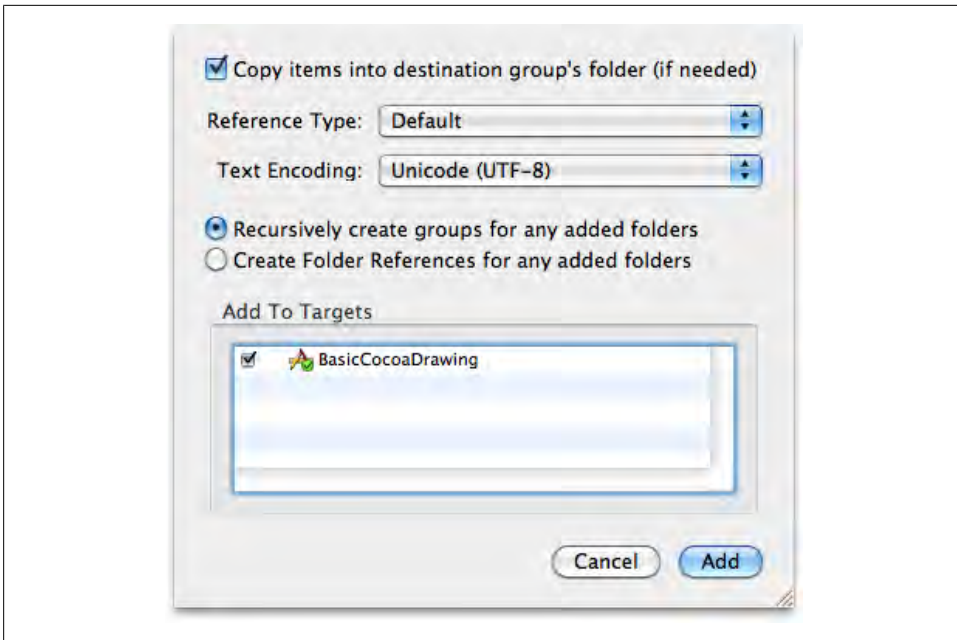 Copy items into destination group's folder (if needed)
Reference Type: Default
Text Encoding: Unicode (UTF-8)
Recursively create groups for any added folders
Create Folder References for any added folders
Add To Targets
BasicCocoaDrawing
Cancel Add